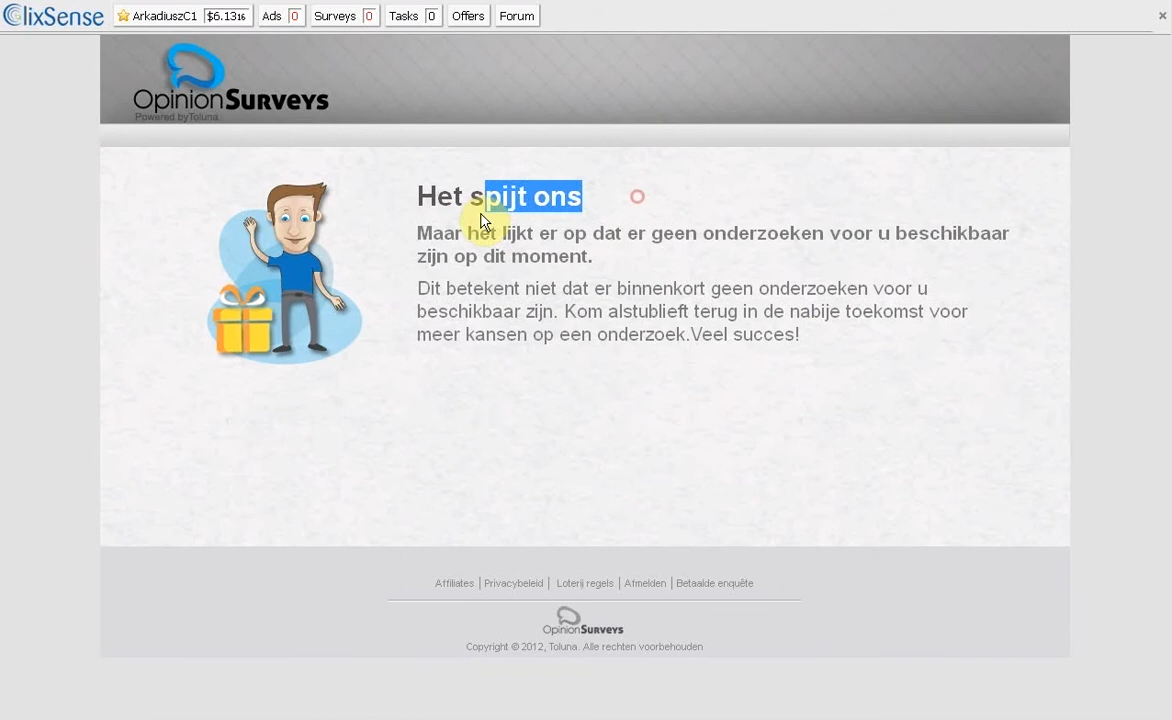 ClixSense ArkadiuszC1 $6.1316 Ads 0 Surveys 0 Tasks 0 Offers Forum ×
OpinionSurveys
Powered by Toluna
Het spijt ons
Maar het lijkt er op dat er geen onderzoeken voor u beschikbaar
zijn op dit moment.
Dit betekent niet dat er binnenkort geen onderzoeken voor u
beschikbaar zijn. Kom alstublieft terug in de nabije toekomst voor
meer kansen op een onderzoek.Veel succes!
Affiliates | Privacybeleid | Loterij regels | Afmelden | Betaalde enquête
OpinionSurveys
Copyright © 2012, Toluna. Alle rechten voorbehouden